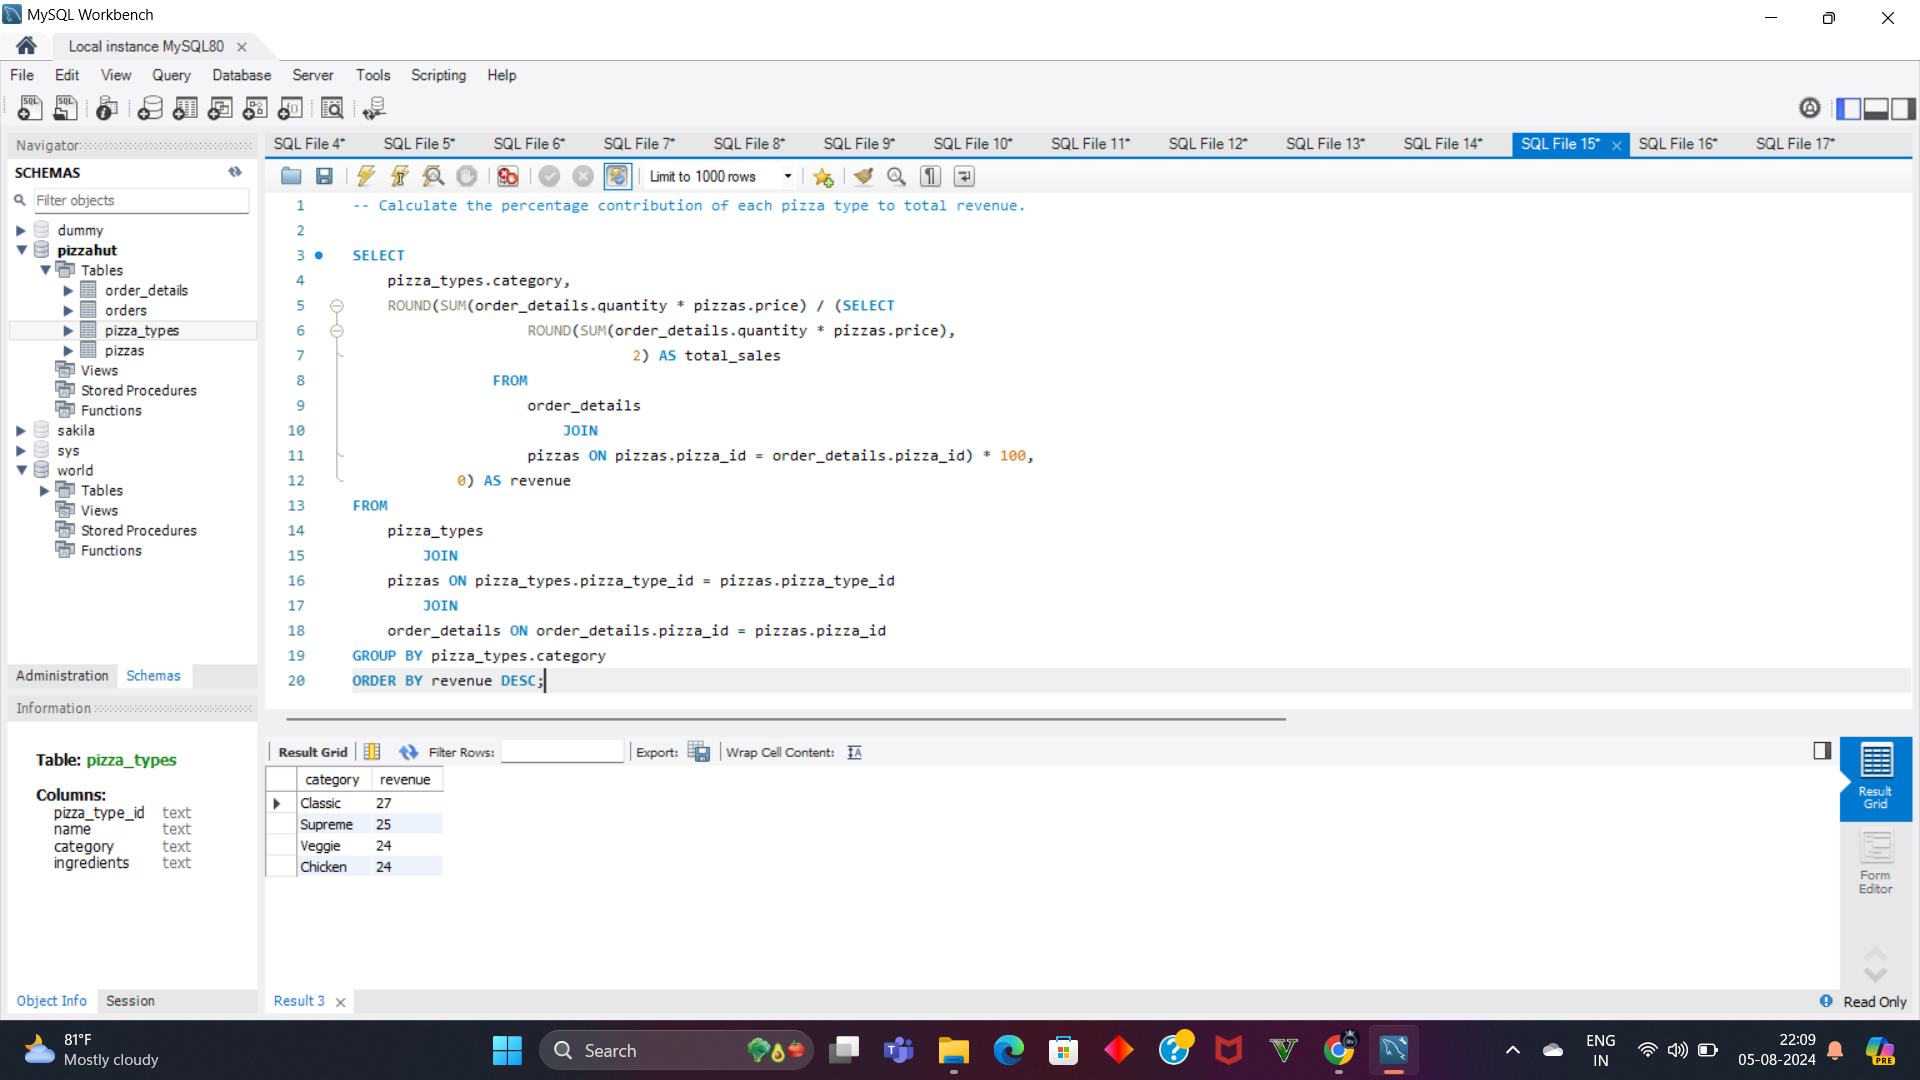 MySQL Workbench
Local instance MySQL80
File Edit View Query Database Server Tools Scripting Help
Navigator
SCHEMAS
Filter objects
dummy
pizzahut
Tables
order_details
orders
pizza_types
pizzas
Views
Stored Procedures
Functions
sakila
sys
world
Tables
Views
Stored Procedures
Functions
Administration Schemas
Information
Table: pizza_types
Columns:
pizza_type_id text
name text
category text
ingredients text
Object Info Session
SQL File 4* SQL File 5* SQL File 6* SQL File 7* SQL File 8* SQL File 9* SQL File 10* SQL File 11* SQL File 12* SQL File 13* SQL File 14* SQL File 15* SQL File 16* SQL File 17*
Limit to 1000 rows
1 -- Calculate the percentage contribution of each pizza type to total revenue.
2
3 SELECT
4 pizza_types.category,
5 ROUND(SUM(order_details.quantity * pizzas.price) / (SELECT
6 ROUND(SUM(order_details.quantity * pizzas.price),
7 2) AS total_sales
8 FROM
9 order_details
10 JOIN
11 pizzas ON pizzas.pizza_id = order_details.pizza_id) * 100,
12 0) AS revenue
13 FROM
14 pizza_types
15 JOIN
16 pizzas ON pizza_types.pizza_type_id = pizzas.pizza_type_id
17 JOIN
18 order_details ON order_details.pizza_id = pizzas.pizza_id
19 GROUP BY pizza_types.category
20 ORDER BY revenue DESC;
Result Grid Filter Rows: Export: Wrap Cell Content:
category revenue
Classic 27
Supreme 25
Veggie 24
Chicken 24
Result
Grid
Form
Editor
Result 3
Read Only
81°F
Mostly cloudy
Search
ENG
IN
22:09
05-08-2024
PRE